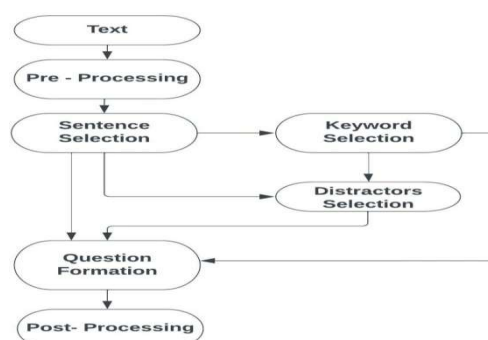 Text
Pre - Processing
Sentence
Selection
Keyword
Selection
Distractors
Selection
Question
Formation
Post- Processing